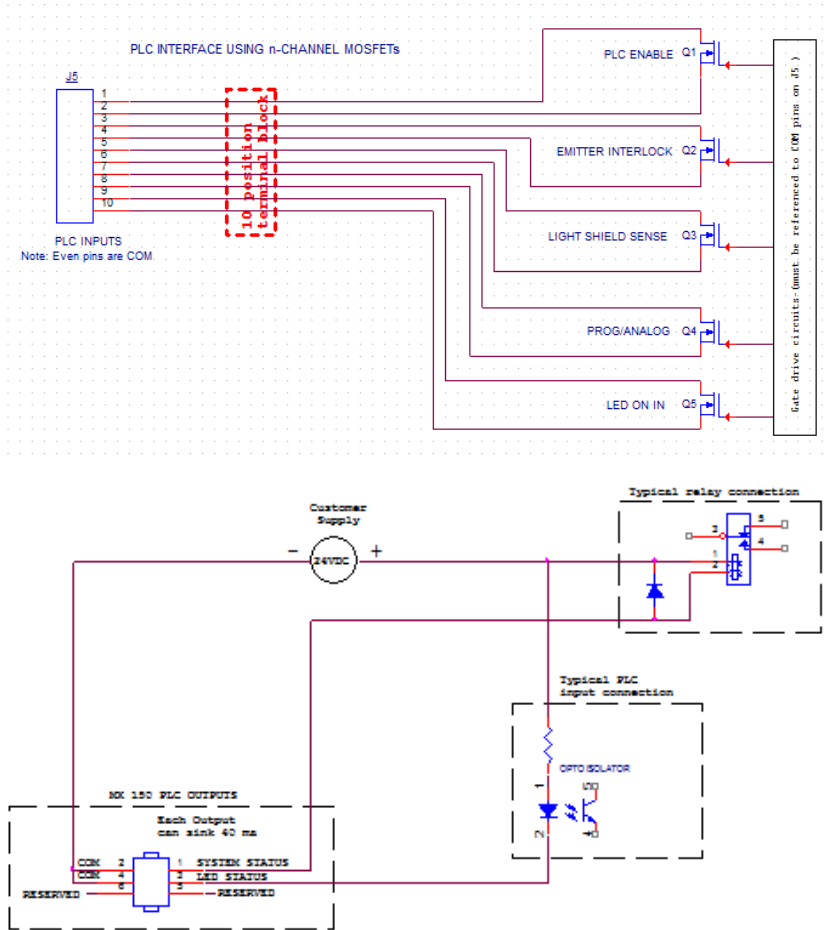 PLC INTERFACE USING n-CHANNEL MOSFETs
J5
1
2
3
4
5
6
7
8
9
10
10 position
terminal block
PLC INPUTS
Note: Even pins are COM
PLC ENABLE Q1
EMITTER INTERLOCK Q2
LIGHT SHIELD SENSE Q3
PROG/ANALOG Q4
LED ON IN Q5
Gate drive circuits-(must be referenced to COM pins on J5 )
Customer
Supply
- 24VDC +
Typical relay connection
3
5
4
1
2
Typical PLC
input connection
OPTO ISOLATOR
1
5
2
4
MX 150 PLC OUTPUTS
Each Output
can sink 40 ma
COM 2 1 SYSTEM STATUS
COM 4 3 LED STATUS
RESERVED 6 5 RESERVED